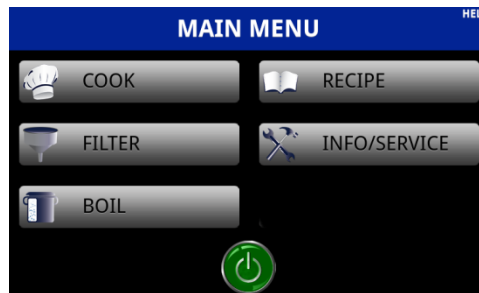 MAIN MENU
COOK
RECIPE
FILTER
INFO/SERVICE
BOIL